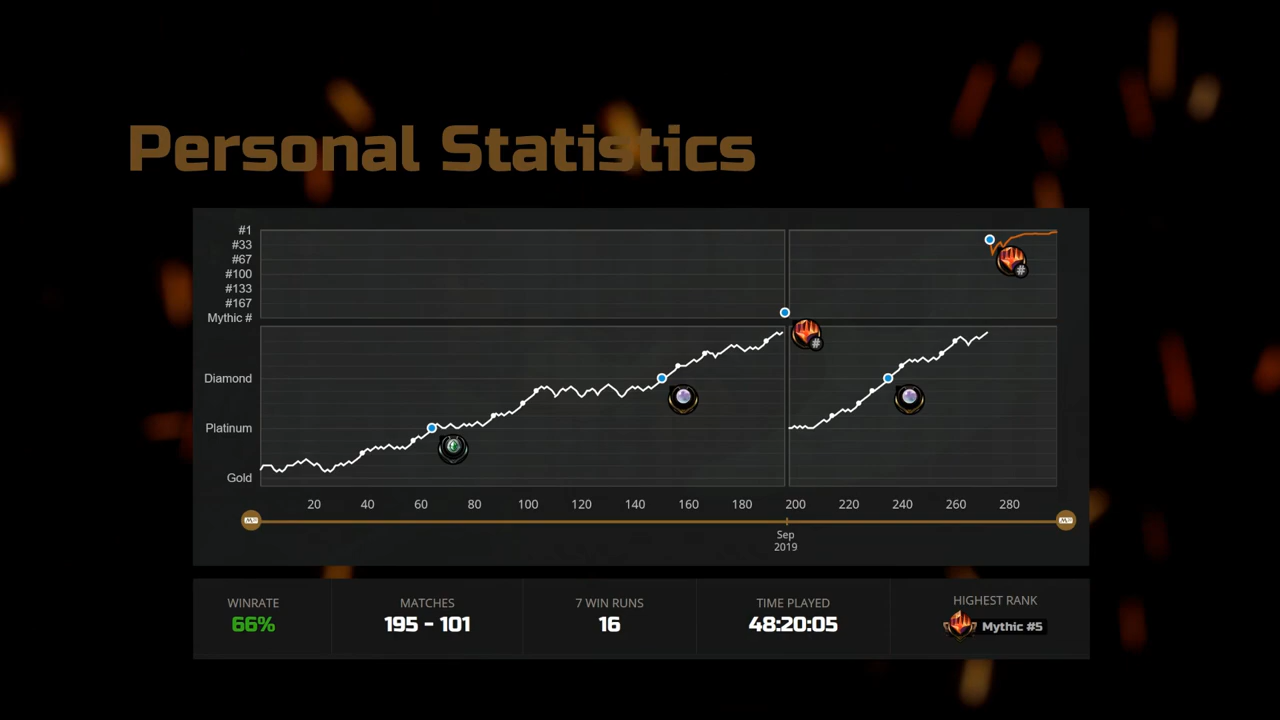 Personal Statistics
#1
#33
#67
#100
#133
#167
Mythic #
#
#
Diamond
Platinum
Gold
20 40 60 80 100 120 140 160 180 200 220 240 260 280
Sep
2019
WINRATE MATCHES 7 WIN RUNS TIME PLAYED HIGHEST RANK
66% 195 - 101 16 48:20:05 Mythic #5